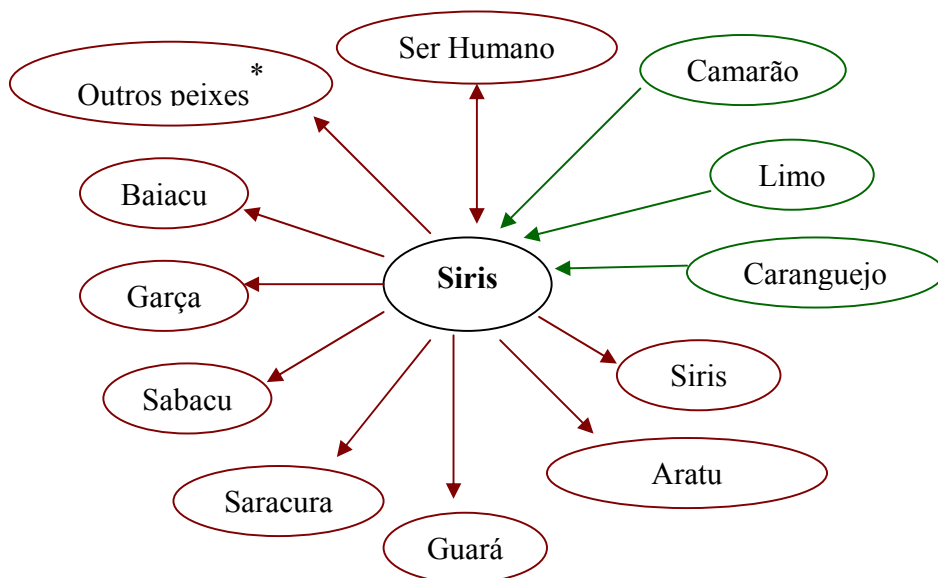 Ser Humano
*
Outros peixes
Camarão
Baiacu
Limo
Garça
Siris
Caranguejo
Sabacu
Siris
Saracura
Aratu
Guará